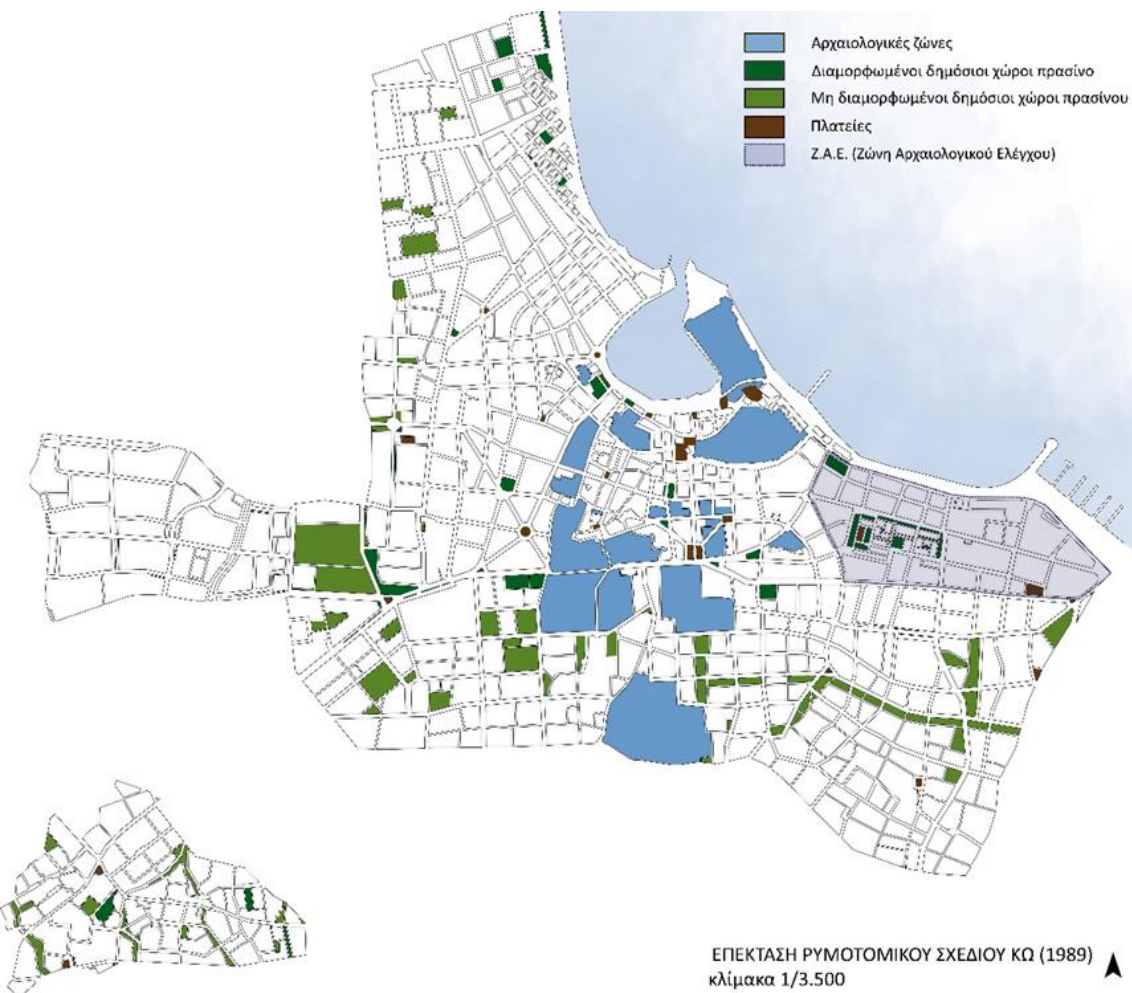 Αρχαιολογικές ζώνες
Διαμορφωμένοι δημόσιοι χώροι πρασίνο
Μη διαμορφωμένοι δημόσιοι χώροι πρασίνου
Πλατείες
Ζ.Α.Ε. (Ζώνη Αρχαιολογικού Ελέγχου)
ΕΠΕΚΤΑΣΗ ΡΥΜΟΤΟΜΙΚΟΥ ΣΧΕΔΙΟΥ ΚΩ (1989)
κλίμακα 1/3.500